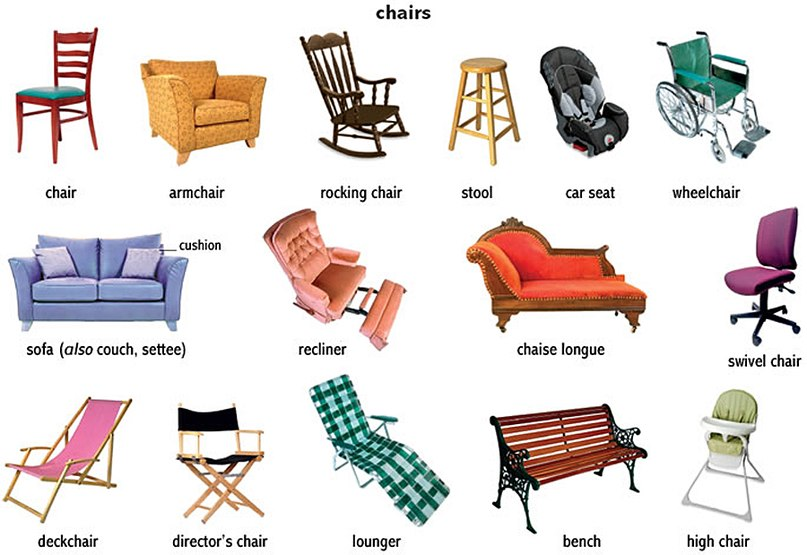 chairs
chair
armchair
rocking chair
stool
car seat
wheelchair
cushion
sofa (also couch, settee)
recliner
chaise longue
swivel chair
deckchair
director's chair
lounger
bench
high chair